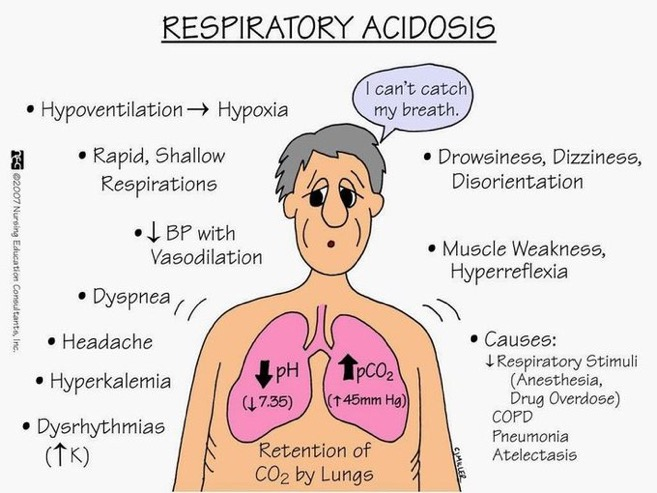 RESPIRATORY ACIDOSIS
I can't catch
my breath.
• Hypoventilation → Hypoxia
• Rapid, Shallow
Respirations
• ↓ BP with
Vasodilation
• Dyspnea
• Headache
• Hyperkalemia
• Dysrhythmias
(↑K)
• Drowsiness, Dizziness,
Disorientation
• Muscle Weakness,
Hyperreflexia
• Causes:
↓Respiratory Stimuli
(Anesthesia,
Drug Overdose)
COPD
Pneumonia
Atelectasis
↓pH
(↓7.35)
↑pCO₂
(↑45mm Hg)
Retention of
CO₂ by Lungs
©2007 Nursing Education Consultants, Inc.